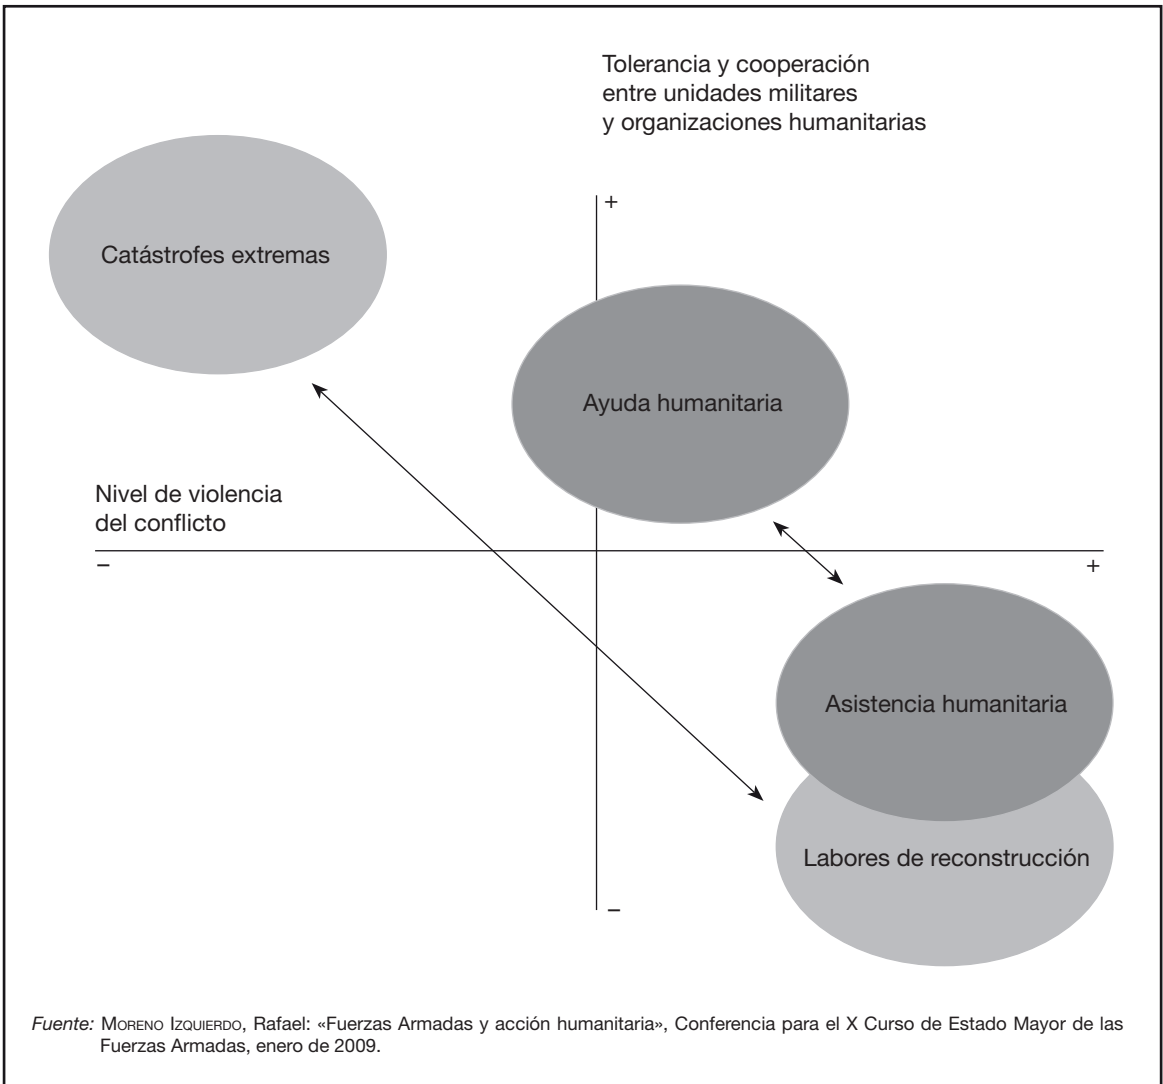 Tolerancia y cooperación
entre unidades militares
y organizaciones humanitarias
+
Catástrofes extremas
Ayuda humanitaria
Nivel de violencia
del conflicto
–
+
Asistencia humanitaria
Labores de reconstrucción
–
Fuente: MORENO IZQUIERDO, Rafael: «Fuerzas Armadas y acción humanitaria», Conferencia para el X Curso de Estado Mayor de las
Fuerzas Armadas, enero de 2009.